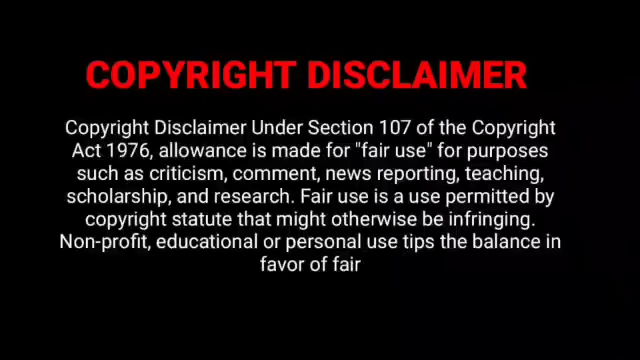 COPYRIGHT DISCLAIMER
Copyright Disclaimer Under Section 107 of the Copyright
Act 1976, allowance is made for "fair use" for purposes
such as criticism, comment, news reporting, teaching,
scholarship, and research. Fair use is a use permitted by
copyright statute that might otherwise be infringing.
Non-profit, educational or personal use tips the balance in
favor of fair